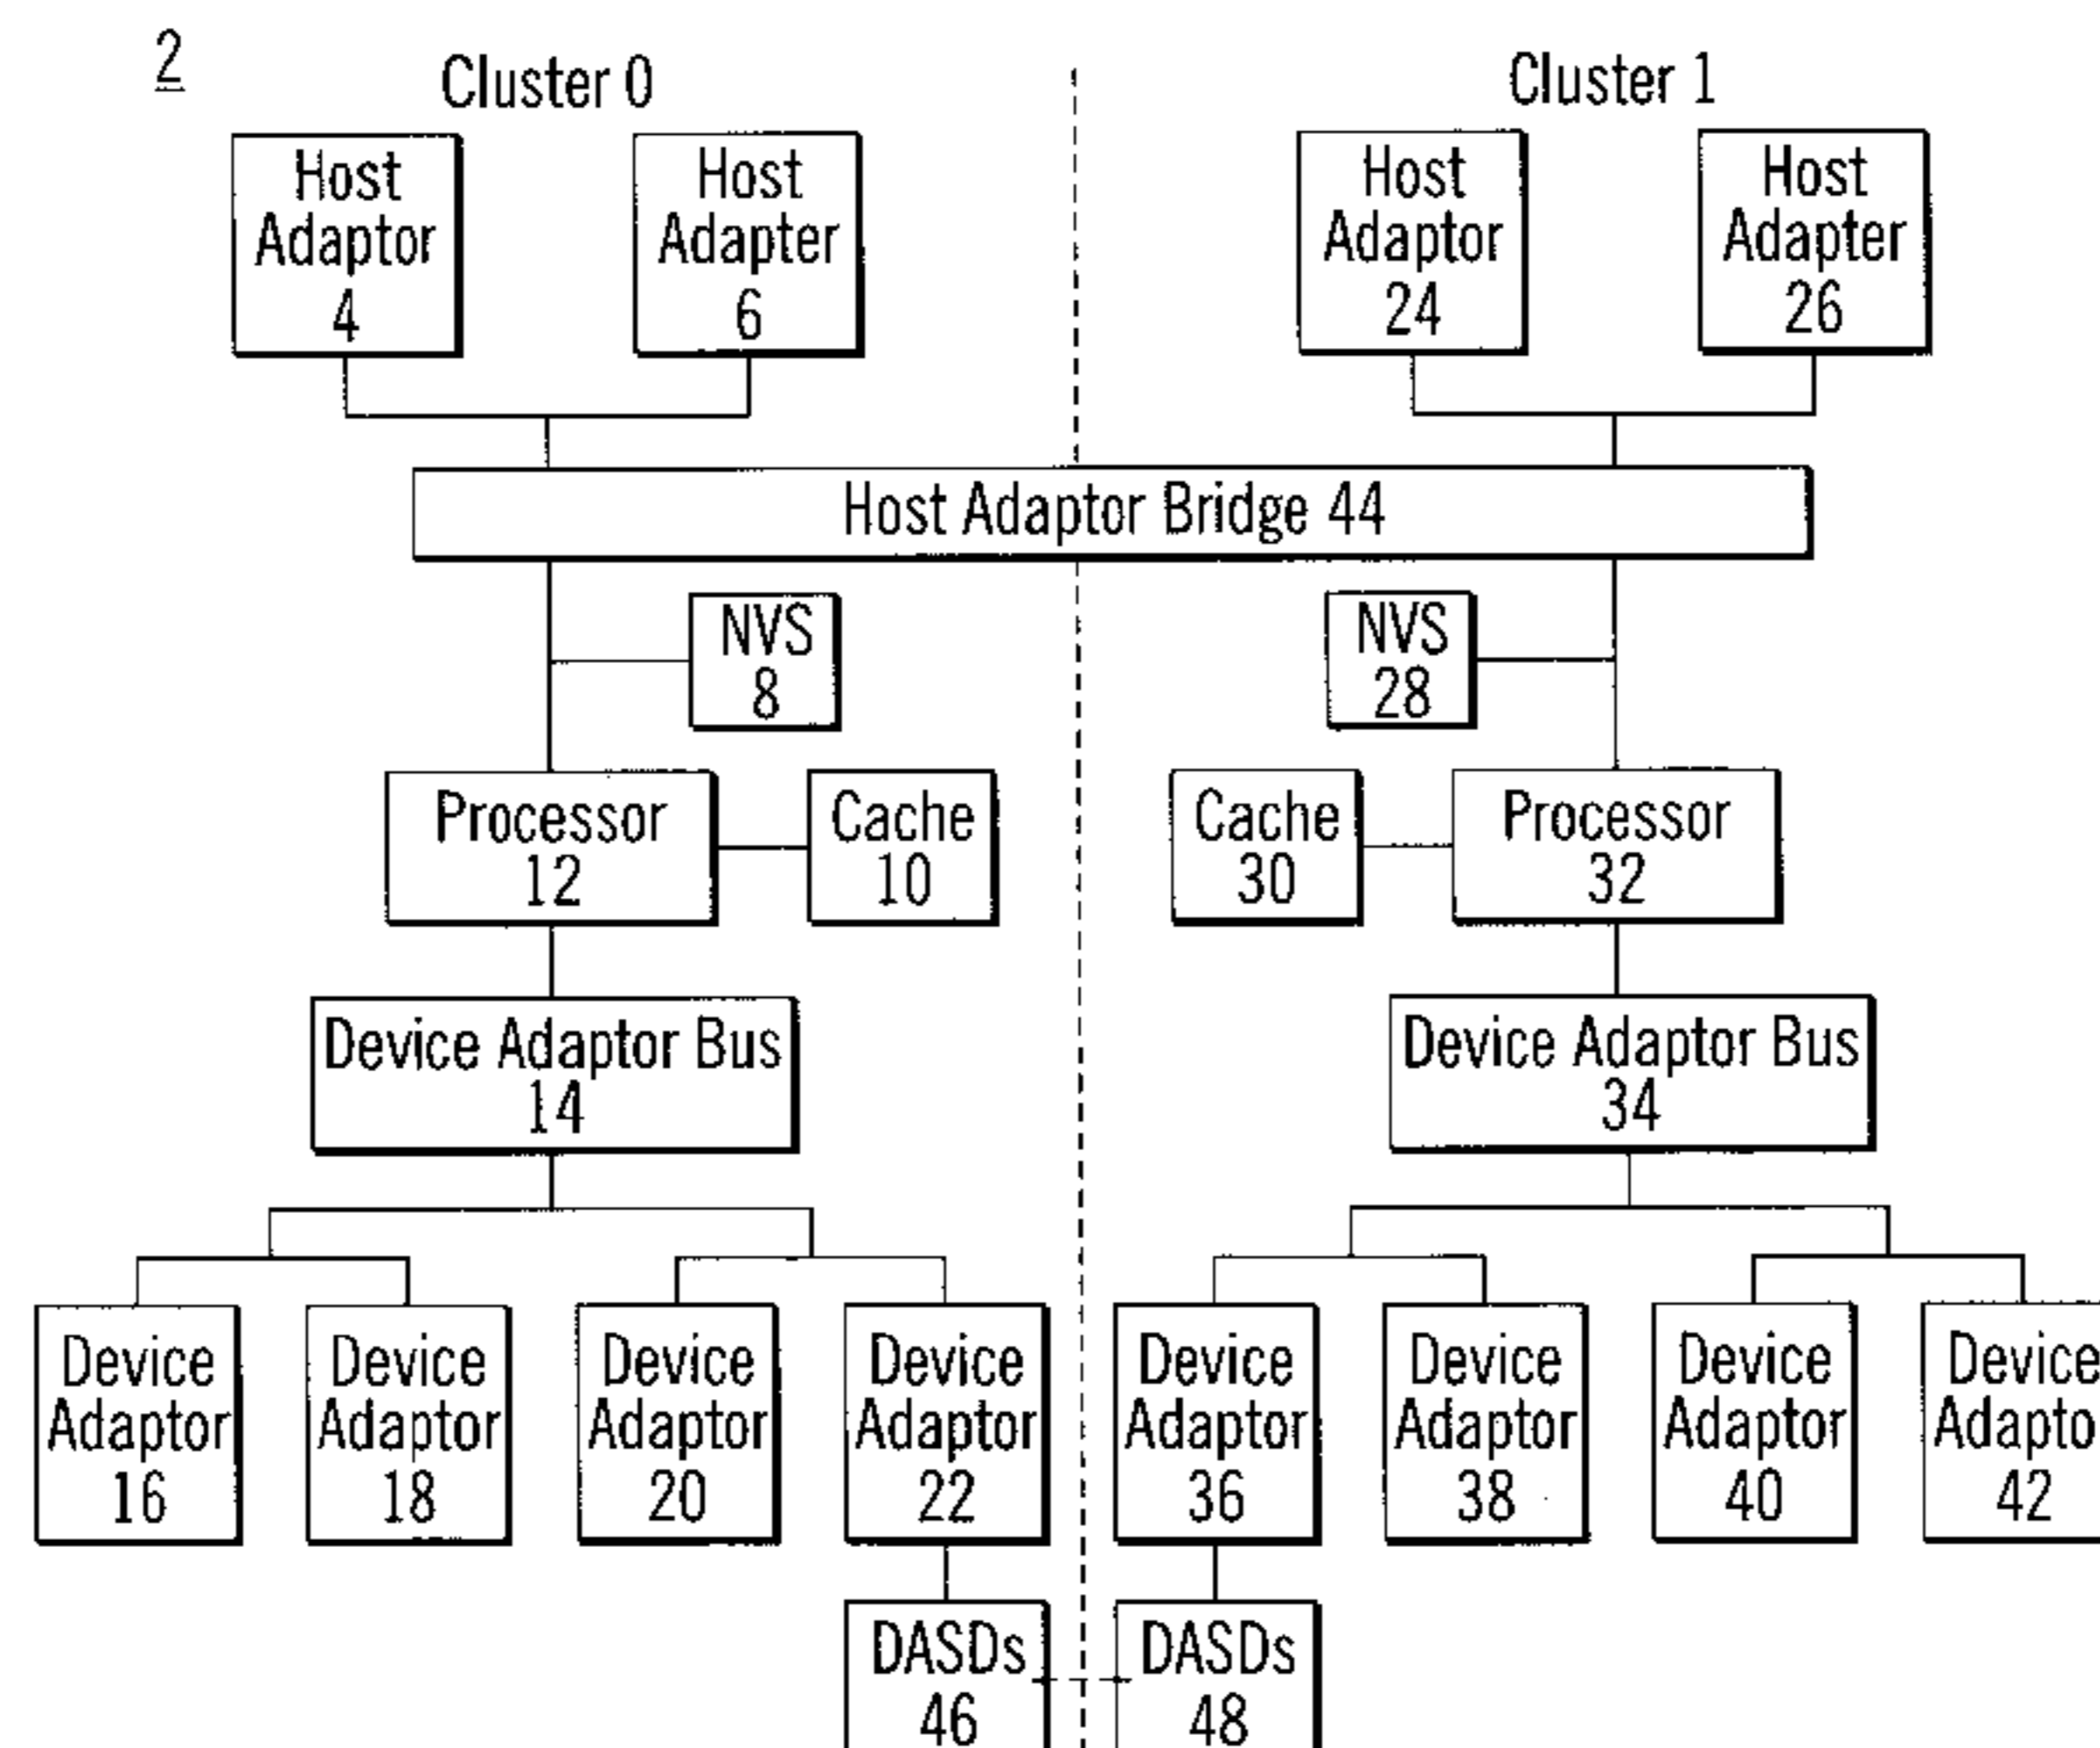 2
Cluster 0
Cluster 1
Host
Adaptor
4
Host
Adapter
6
Host
Adaptor
24
Host
Adapter
26
Host Adaptor Bridge 44
NVS
8
NVS
28
Processor
12
Cache
10
Cache
30
Processor
32
Device Adaptor Bus
14
Device Adaptor Bus
34
Device
Adaptor
16
Device
Adaptor
18
Device
Adaptor
20
Device
Adaptor
22
Device
Adaptor
36
Device
Adaptor
38
Device
Adaptor
40
Device
Adapto
42
DASDs
46
DASDs
48